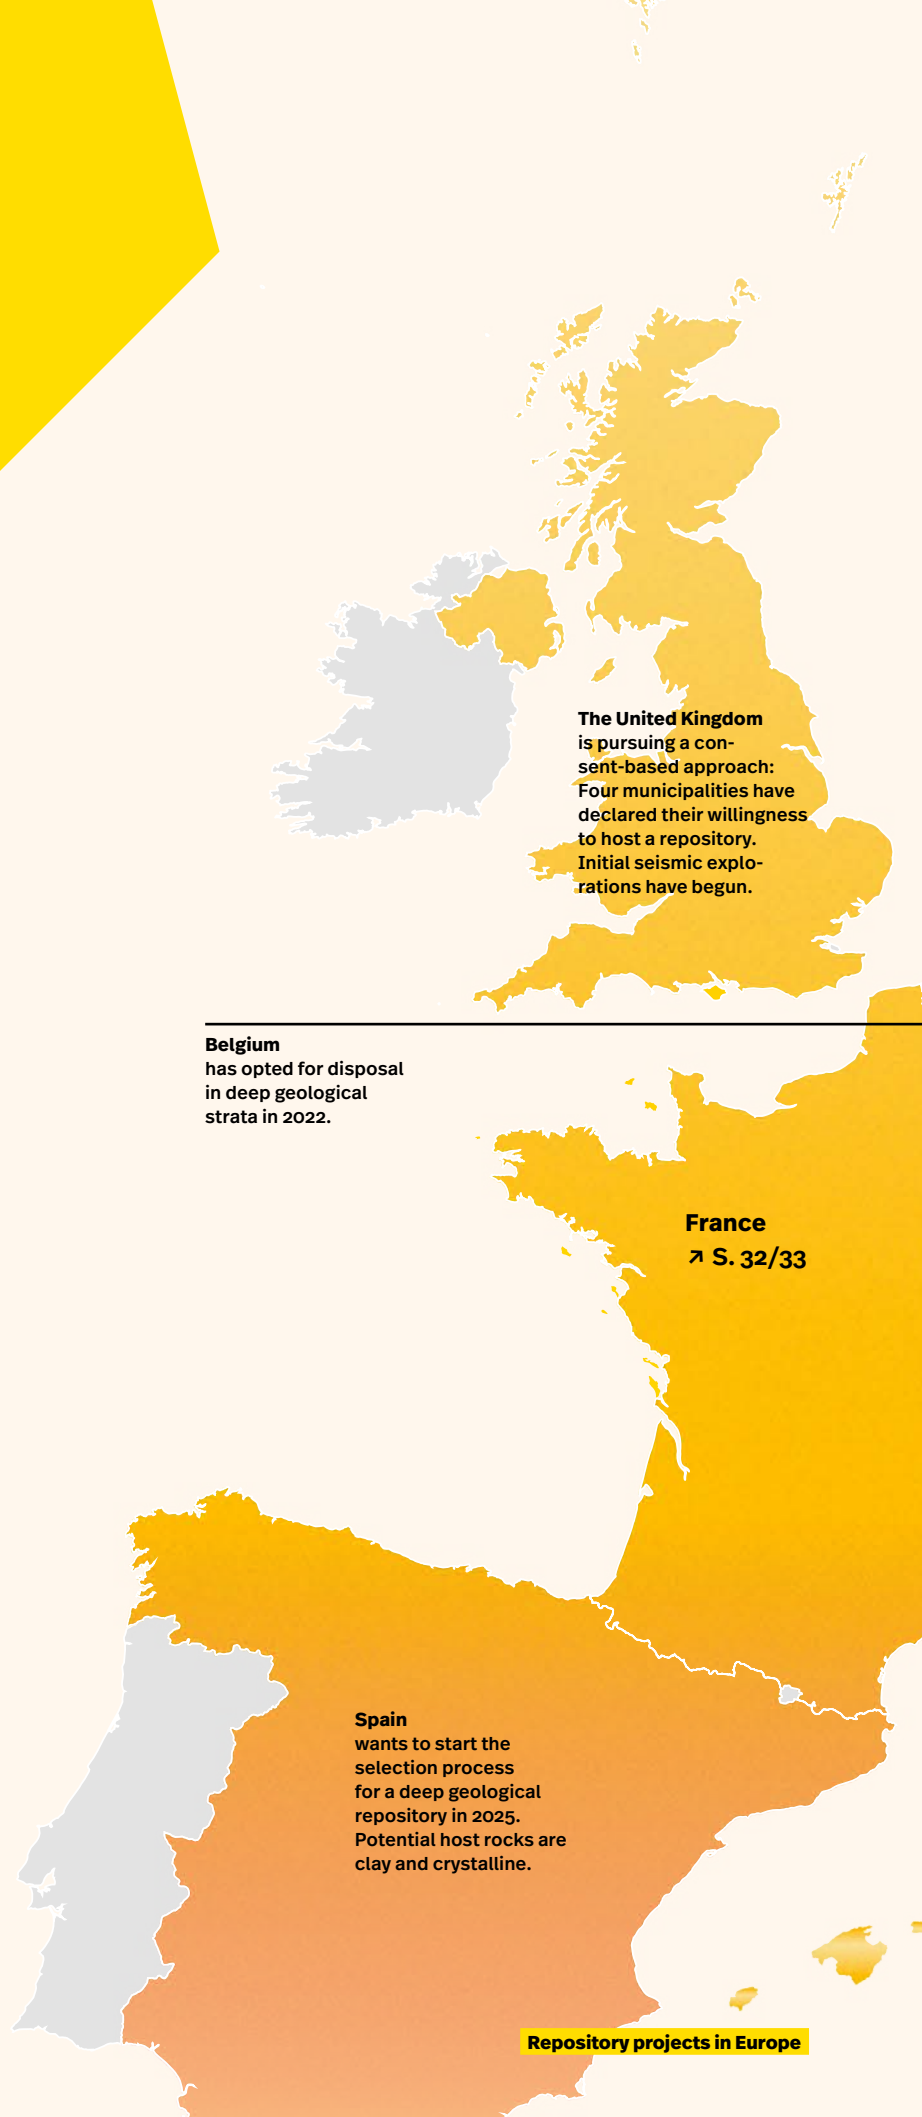 The United Kingdom
is pursuing a con-
sent-based approach:
Four municipalities have
declared their willingness
to host a repository.
Initial seismic explo-
rations have begun.
Belgium
has opted for disposal
in deep geological
strata in 2022.
France
↗ S. 32/33
Spain
wants to start the
selection process
for a deep geological
repository in 2025.
Potential host rocks are
clay and crystalline.
Repository projects in Europe